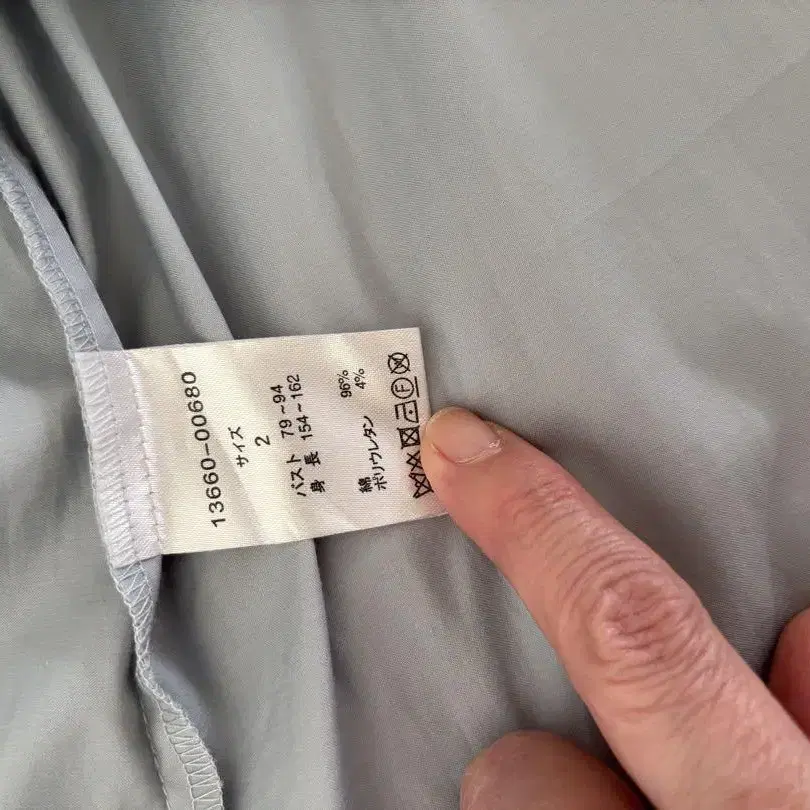 13660-00680
サイズ
2
バスト 79~94
身長 154~162
綿 96%
ポリウレタン 4%
F